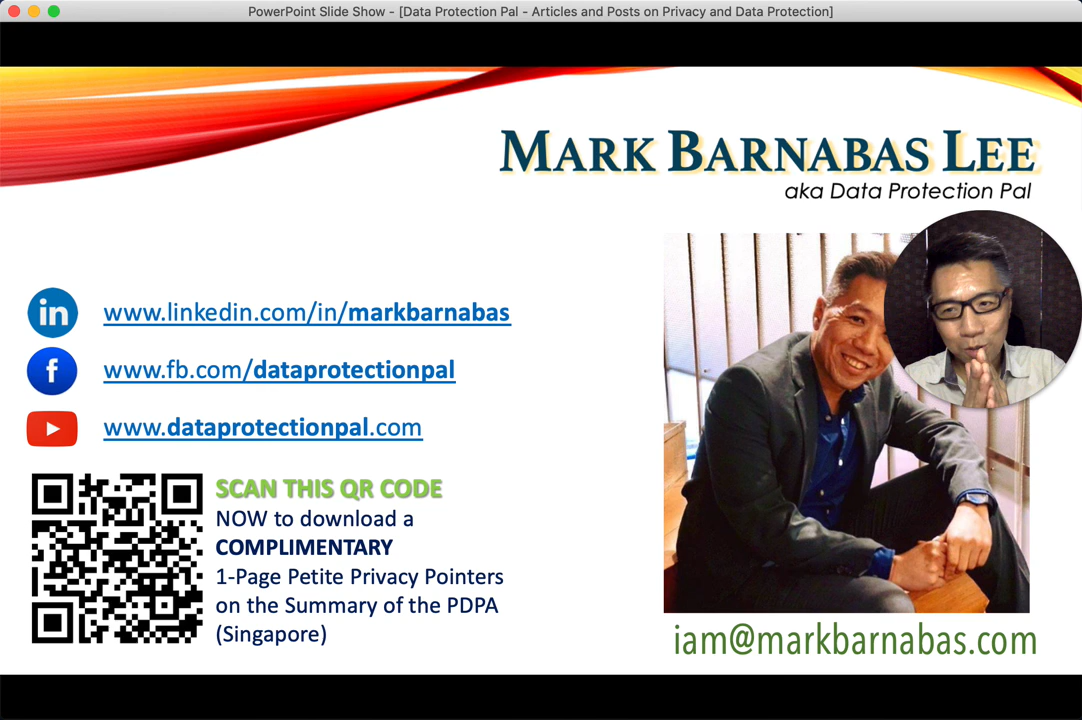 PowerPoint Slide Show - [Data Protection Pal - Articles and Posts on Privacy and Data Protection]
MARK BARNABAS LEE
aka Data Protection Pal
in www.linkedin.com/in/markbarnabas
f www.fb.com/dataprotectionpal
www.dataprotectionpal.com
SCAN THIS QR CODE
NOW to download a
COMPLIMENTARY
1-Page Petite Privacy Pointers
on the Summary of the PDPA
(Singapore)
iam@markbarnabas.com